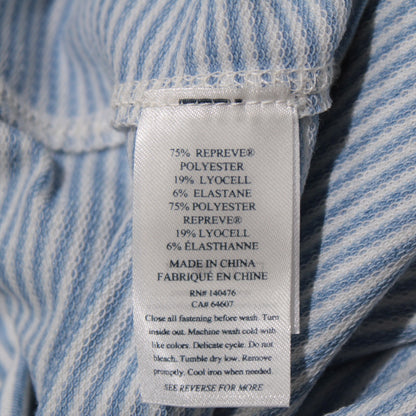 75% REPREVE®
POLYESTER
19% LYOCELL
6% ELASTANE
75% POLYESTER
REPREVE®
19% LYOCELL
6% ÉLASTHANNE
MADE IN CHINA
FABRIQUÉ EN CHINE
RN# 140476
CA# 64607
Close all fastening before wash. Turn
inside out. Machine wash cold with
like colors. Delicate cycle. Do not
bleach. Tumble dry low. Remove
promptly. Cool iron when needed.
SEE REVERSE FOR MORE